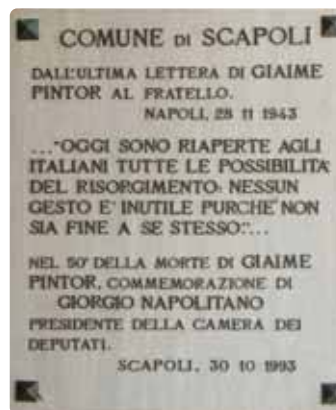 COMUNE DI SCAPOLI
DALL'ULTIMA LETTERA DI GIAIME
PINTOR AL FRATELLO.
NAPOLI, 28 11 1943
..."OGGI SONO RIAPERTE AGLI
ITALIANI TUTTE LE POSSIBILITA'
DEL RISORGIMENTO: NESSUN
GESTO E' INUTILE PURCHE' NON
SIA FINE A SE STESSO"...
NEL 50° DELLA MORTE DI GIAIME
PINTOR, COMMEMORAZIONE DI
GIORGIO NAPOLITANO
PRESIDENTE DELLA CAMERA DEI
DEPUTATI.
SCAPOLI, 30 10 1993